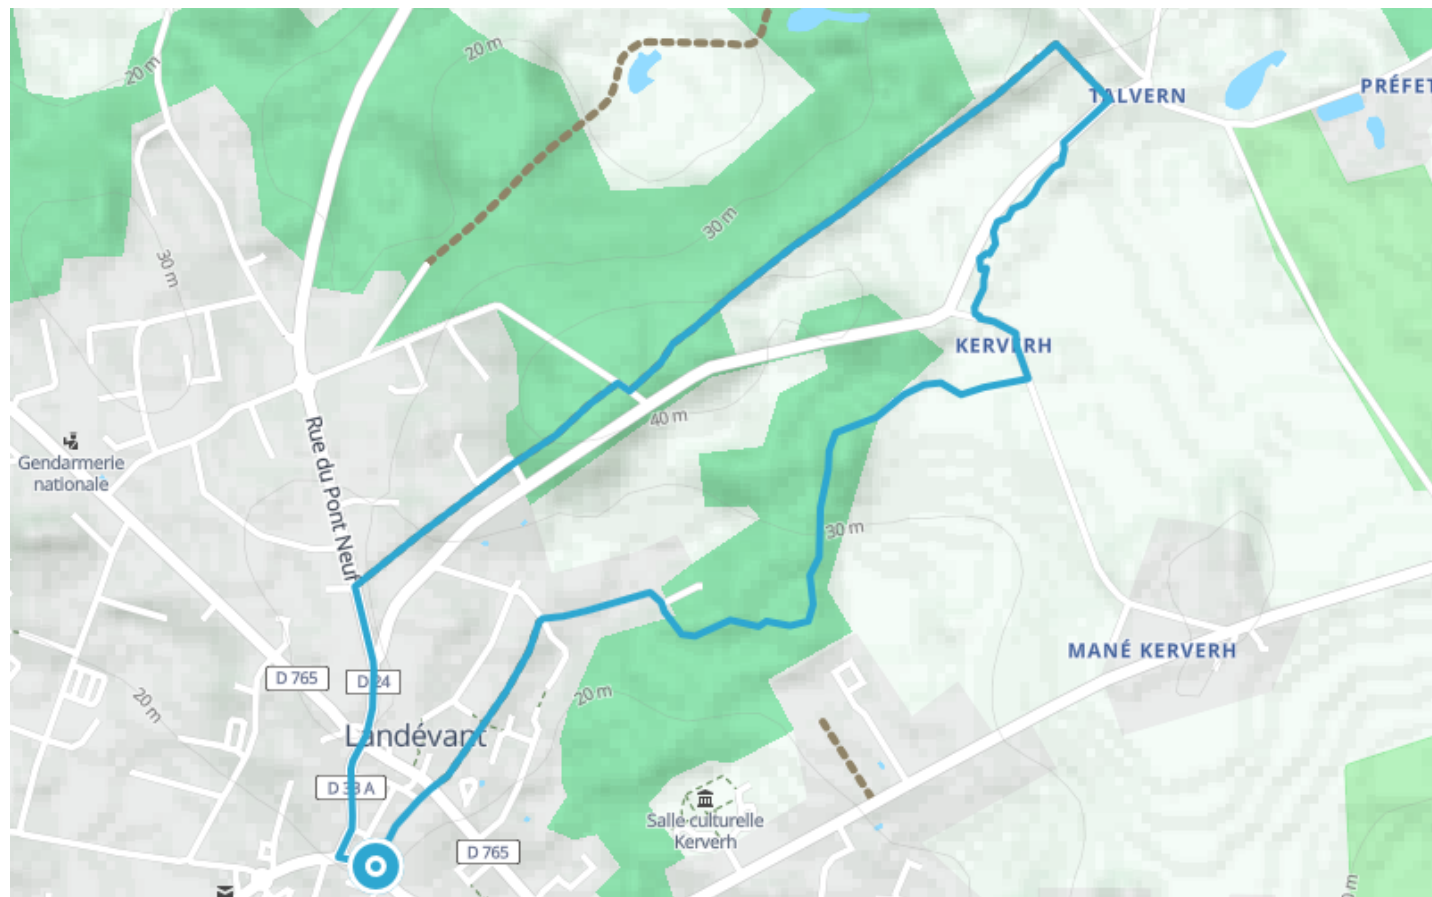 20 m
20 m
TALVERN
PRÉFET
30 m
30 m
KERVERH
40 m
Rue du Pont Neuf
Gendarmerie
nationale
30 m
D 765
D 24
MANÉ KERVERH
20 m
20 m
Landévant
D 33 A
Salle culturelle
Kerverh
D 765
0 m